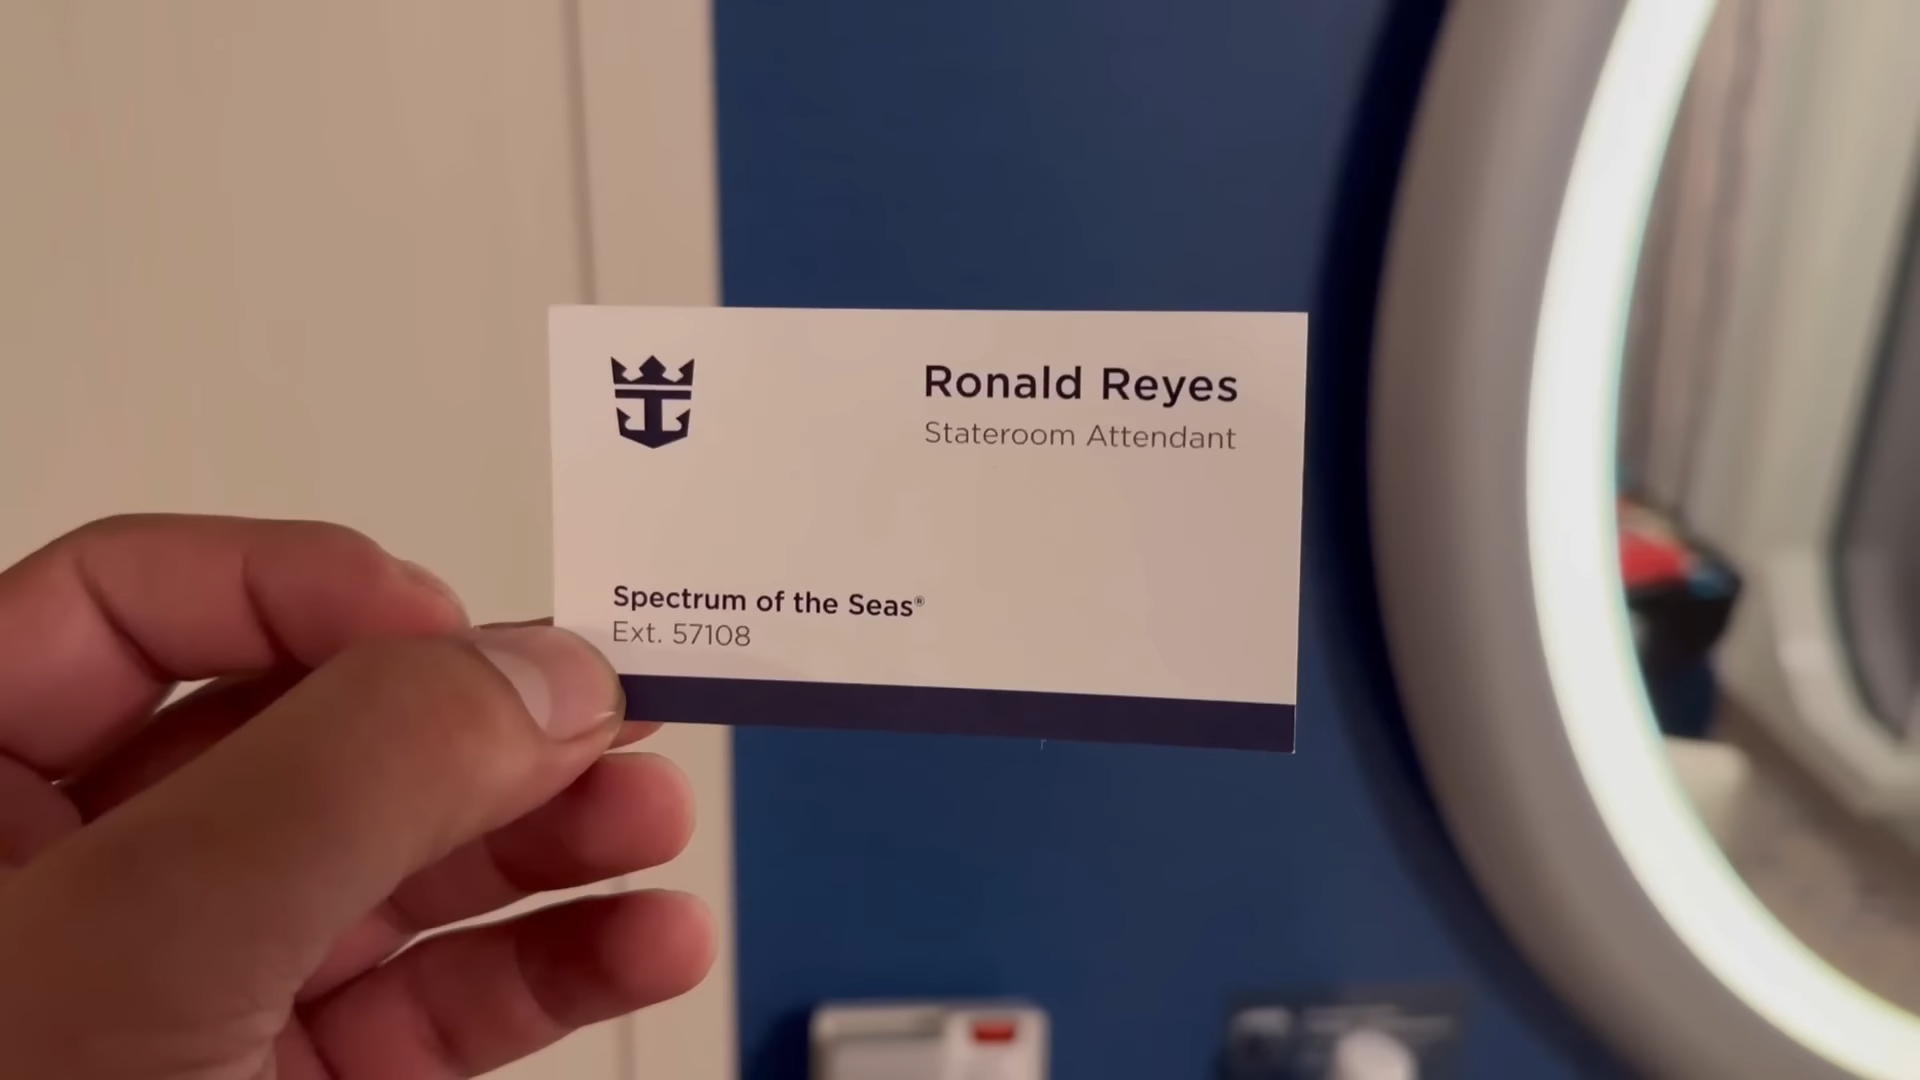 Ronald Reyes
Stateroom Attendant
Spectrum of the Seas®
Ext. 57108